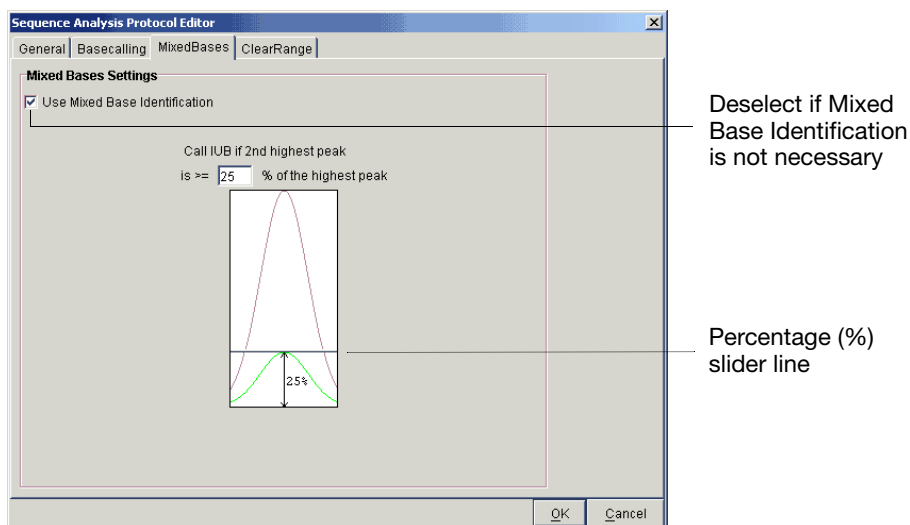 Sequence Analysis Protocol Editor
General Basecalling MixedBases ClearRange
Mixed Bases Settings
Use Mixed Base Identification
Call IUB if 2nd highest peak
is >= 25 % of the highest peak
25%
OK Cancel
Deselect if Mixed
Base Identification
is not necessary
Percentage (%)
slider line